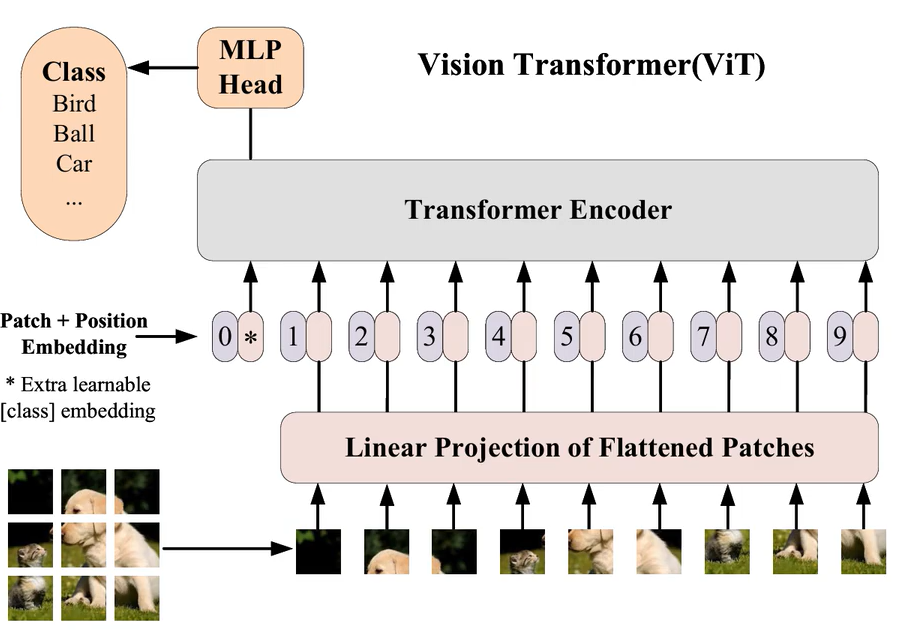 Vision Transformer(ViT)
MLP
Head
Class
Bird
Ball
Car
...
Transformer Encoder
Patch + Position
Embedding
0 * 1 2 3 4 5 6 7 8 9
* Extra learnable
[class] embedding
Linear Projection of Flattened Patches